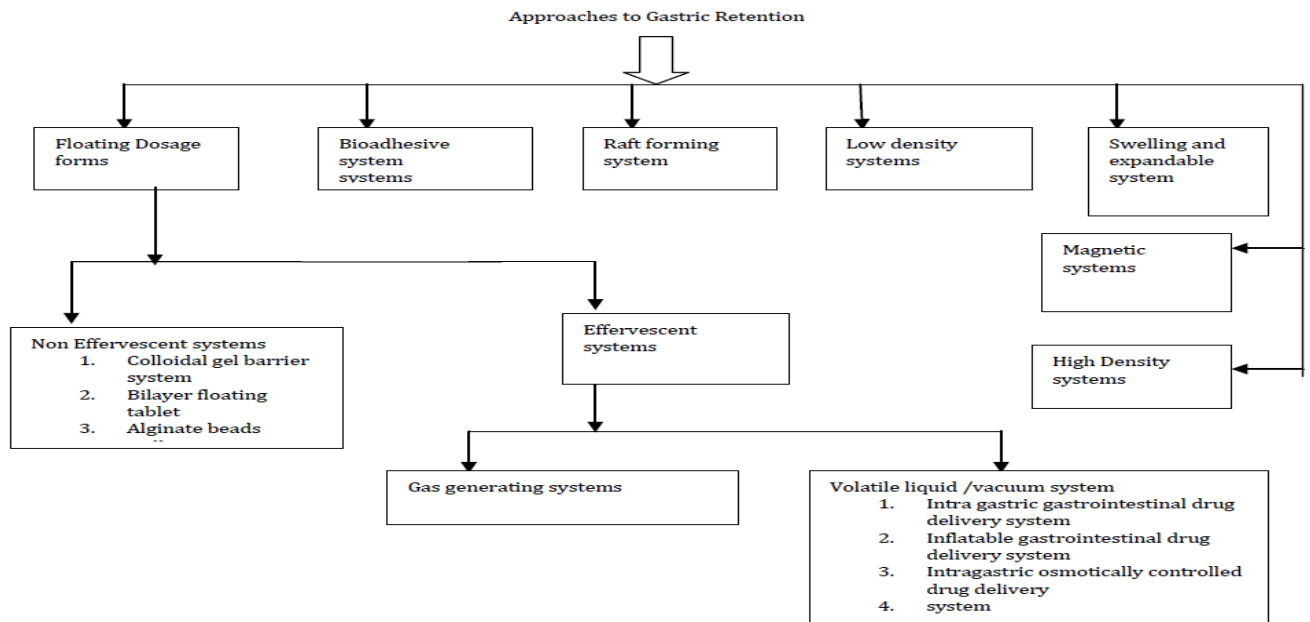 Approaches to Gastric Retention
Floating Dosage
forms
Bioadhesive
system
systems
Raft forming
system
Low density
systems
Swelling and
expandable
system
Magnetic
systems
High Density
systems
Non Effervescent systems
1. Colloidal gel barrier
system
2. Bilayer floating
tablet
3. Alginate beads
Effervescent
systems
Gas generating systems
Volatile liquid /vacuum system
1. Intra gastric gastrointestinal drug
delivery system
2. Inflatable gastrointestinal drug
delivery system
3. Intragastric osmotically controlled
drug delivery
4. system